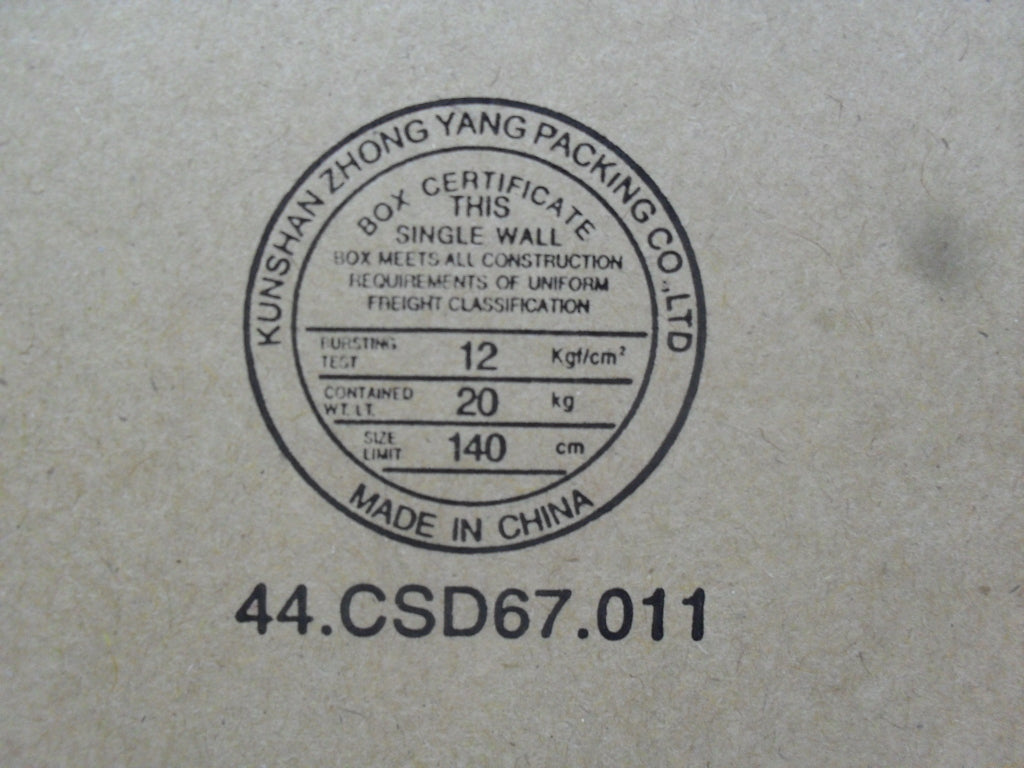 KUNSHAN ZHONG YANG PACKING CO.,LTD
BOX CERTIFICATE
THIS
SINGLE WALL
BOX MEETS ALL CONSTRUCTION
REQUIREMENTS OF UNIFORM
FREIGHT CLASSIFICATION
BURSTING
TEST 12 Kgf/cm²
CONTAINED
WT. LT. 20 kg
SIZE
LIMIT 140 cm
MADE IN CHINA
44.CSD67.011